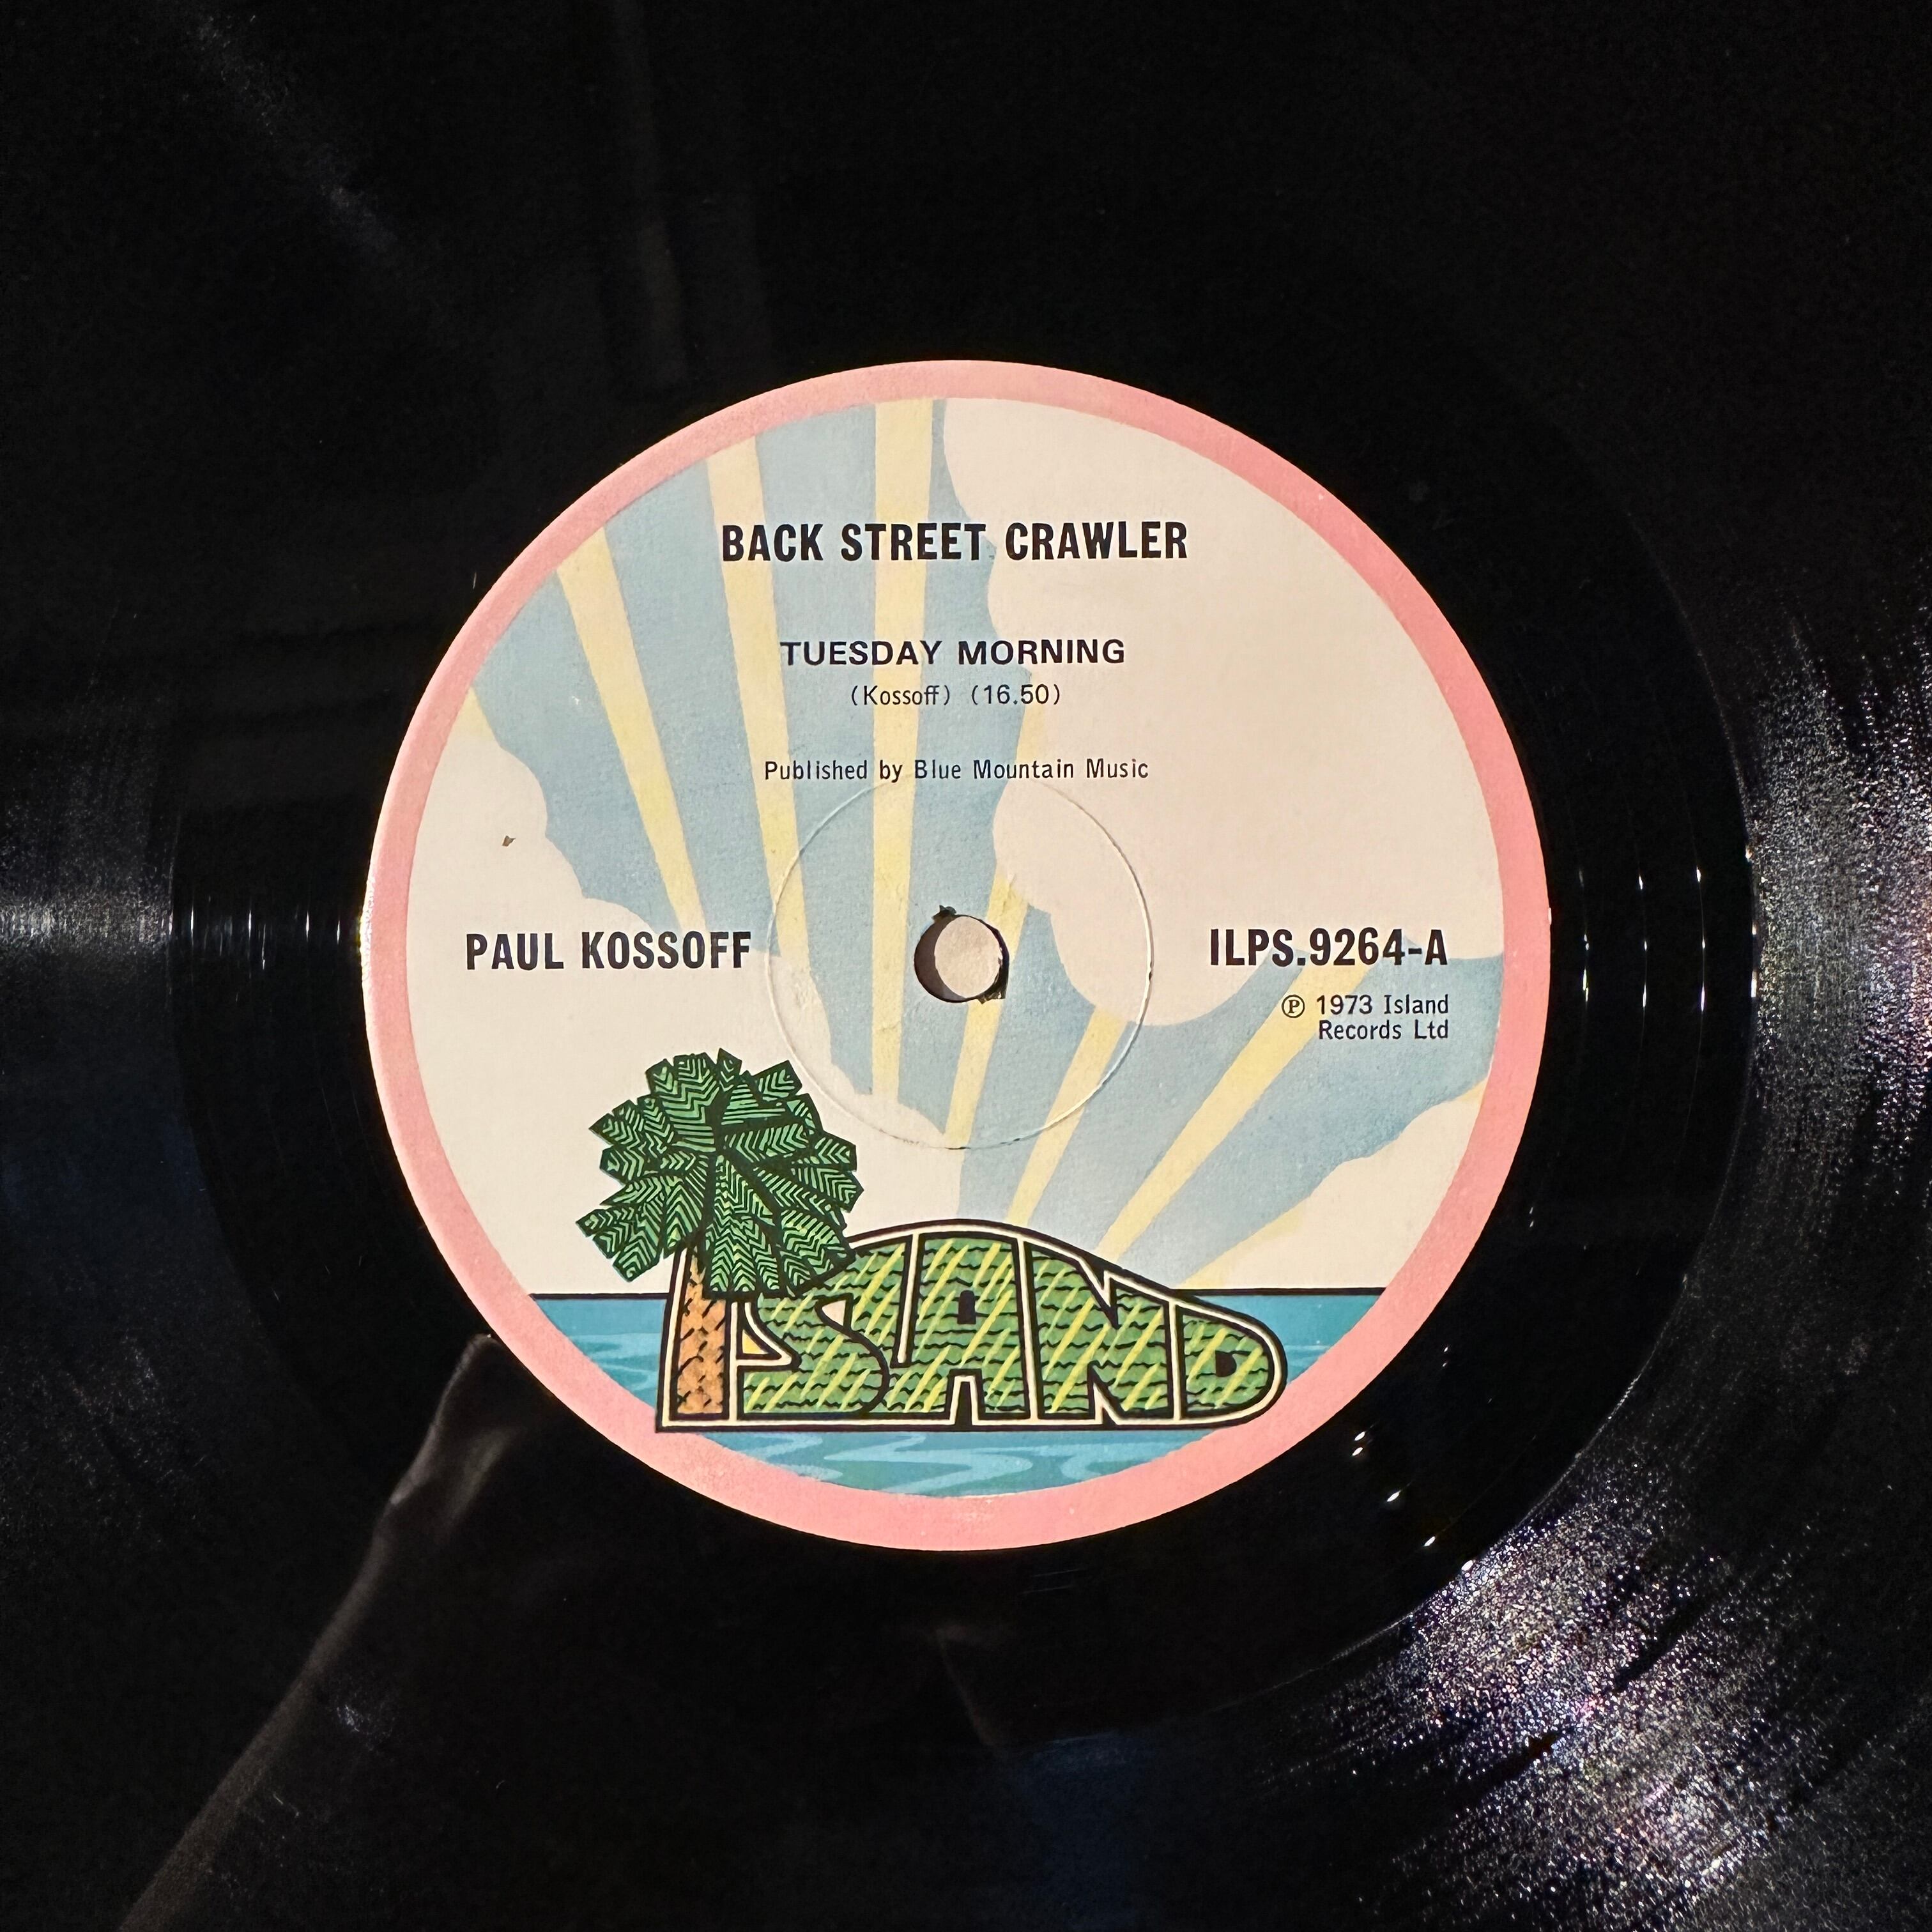 BACK STREET CRAWLER
TUESDAY MORNING
(Kossoff) (16.50)
Published by Blue Mountain Music
PAUL KOSSOFF
ILPS.9264-A
℗ 1973 Island
Records Ltd
ISLAND